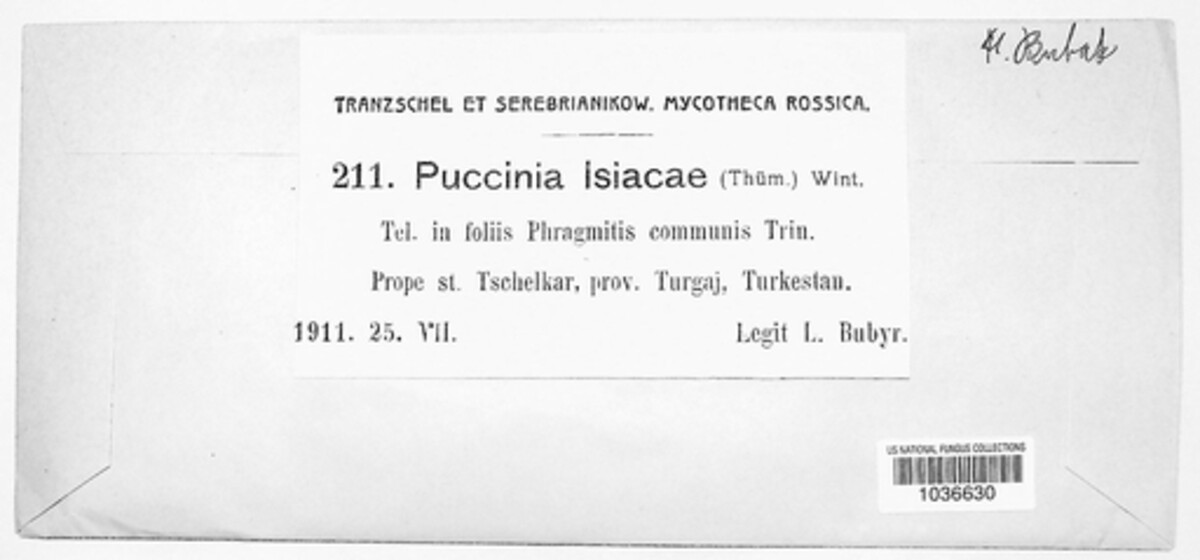 H. Bubak
TRANZSCHEL ET SEREBRIANIKOW. MYCOTHECA ROSSICA.
211. Puccinia Isiacae (Thüm.) Wint.
Tel. in foliis Phragmitis communis Trin.
Prope st. Tschelkar, prov. Turgaj, Turkestan.
1911. 25. VII.
Legit L. Bubyr.
US NATIONAL FUNGUS COLLECTIONS
1036630